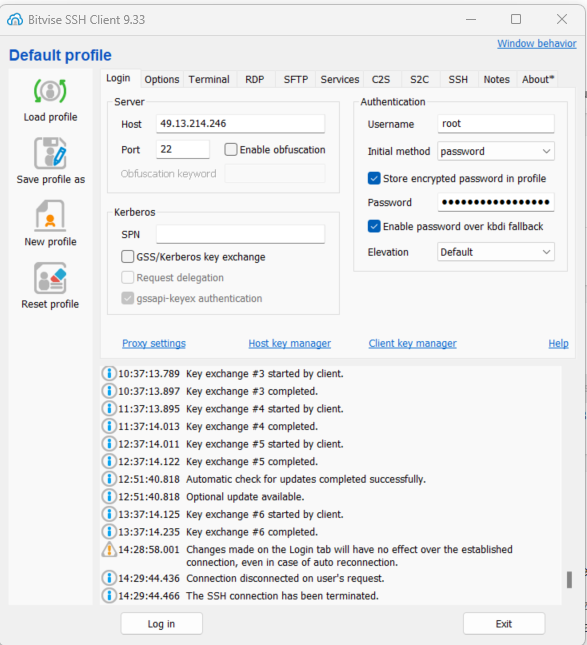 Bitvise SSH Client 9.33
Window behavior
Default profile
Load profile
Save profile as
New profile
Reset profile
Login Options Terminal RDP SFTP Services C2S S2C SSH Notes About*
Server
Host 49.13.214.246
Port 22 Enable obfuscation
Obfuscation keyword
Kerberos
SPN
GSS/Kerberos key exchange
Request delegation
gssapi-keyex authentication
Authentication
Username root
Initial method password
Store encrypted password in profile
Password ●●●●●●●●●●●●●●●●●
Enable password over kbdi fallback
Elevation Default
Proxy settings Host key manager Client key manager Help
10:37:13.789 Key exchange #3 started by client.
10:37:13.897 Key exchange #3 completed.
11:37:13.895 Key exchange #4 started by client.
11:37:14.013 Key exchange #4 completed.
12:37:14.011 Key exchange #5 started by client.
12:37:14.122 Key exchange #5 completed.
12:51:40.818 Automatic check for updates completed successfully.
12:51:40.818 Optional update available.
13:37:14.125 Key exchange #6 started by client.
13:37:14.235 Key exchange #6 completed.
14:28:58.001 Changes made on the Login tab will have no effect over the established
connection, even in case of auto reconnection.
14:29:44.436 Connection disconnected on user's request.
14:29:44.466 The SSH connection has been terminated.
Log in
Exit